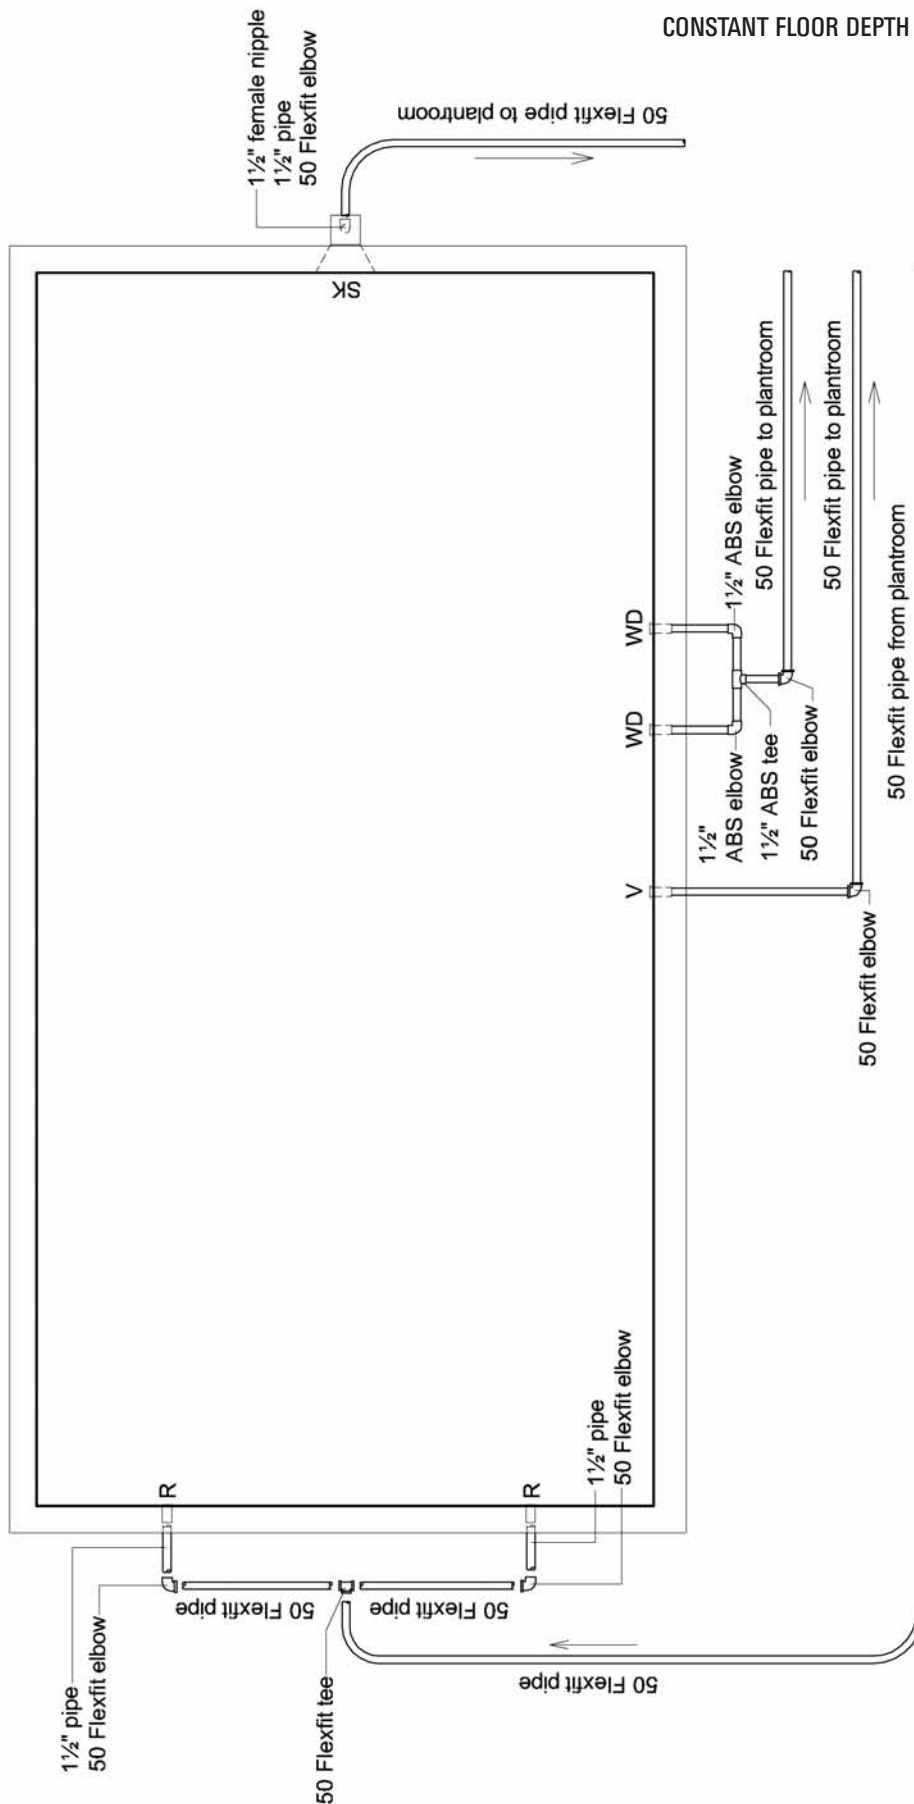 CONSTANT FLOOR DEPTH
1½" female nipple
1½" pipe
50 Flexfit elbow
50 Flexfit pipe to plantroom
SK
WD
WD
V
1½" ABS elbow
1½"
ABS elbow
1½" ABS tee
50 Flexfit elbow
50 Flexfit pipe to plantroom
50 Flexfit pipe to plantroom
50 Flexfit pipe from plantroom
50 Flexfit elbow
R
R
1½" pipe
50 Flexfit elbow
1½" pipe
50 Flexfit elbow
50 Flexfit pipe
50 Flexfit pipe
50 Flexfit tee
50 Flexfit pipe